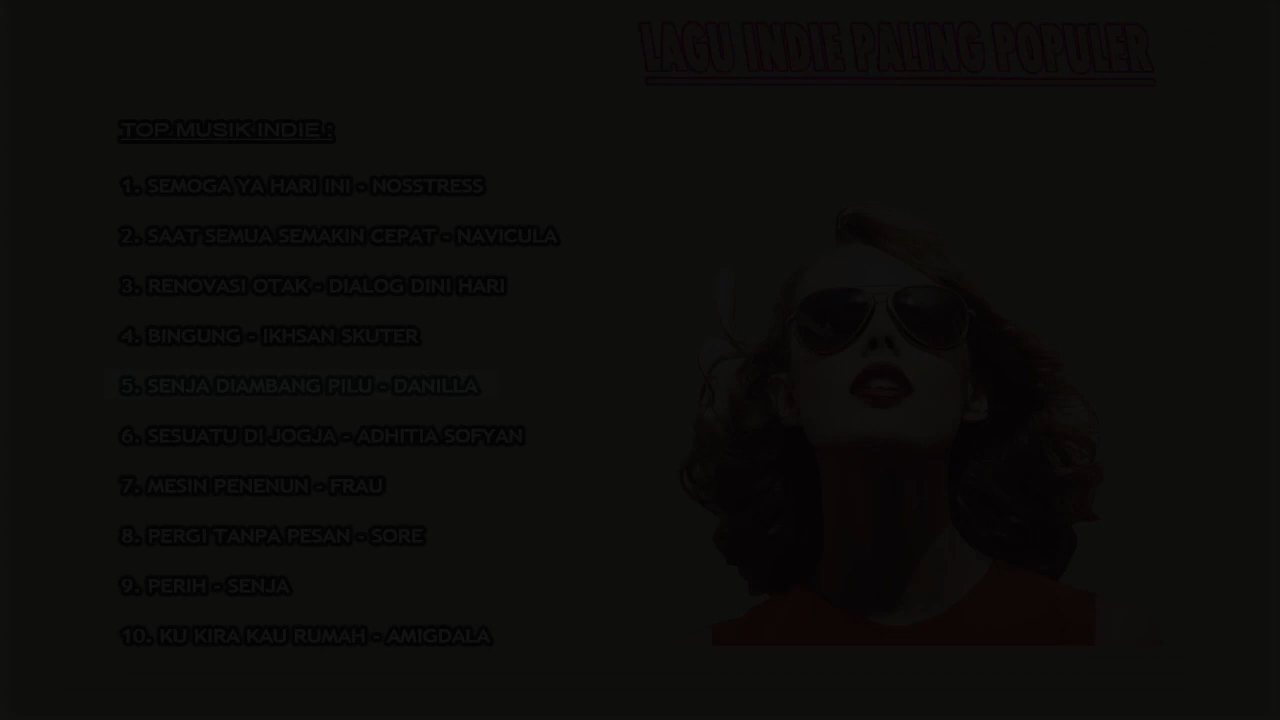 LAGU INDIE PALING POPULER
TOP MUSIK INDIE :
1. SEMOGA YA HARI INI - NOSSTRESS
2. SAAT SEMUA SEMAKIN CEPAT - NAVICULA
3. RENOVASI OTAK - DIALOG DINI HARI
4. BINGUNG - IKHSAN SKUTER
5. SENJA DIAMBANG PILU - DANILLA
6. SESUATU DI JOGJA - ADHITIA SOFYAN
7. MESIN PENENUN - FRAU
8. PERGI TANPA PESAN - SORE
9. PERIH - SENJA
10. KU KIRA KAU RUMAH - AMIGDALA